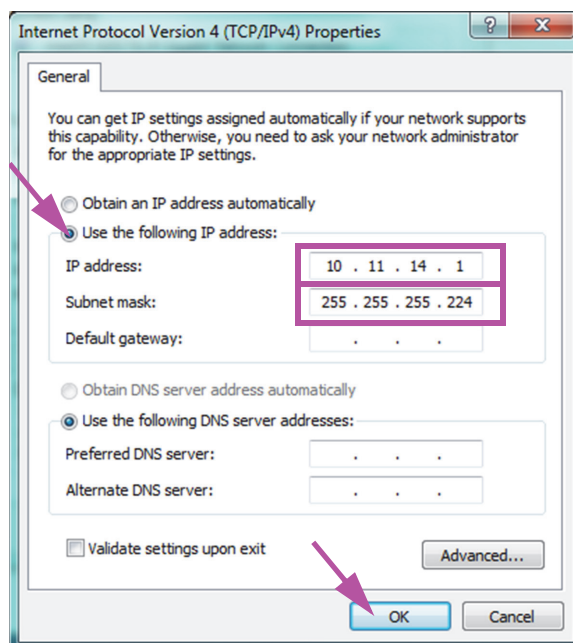 Internet Protocol Version 4 (TCP/IPv4) Properties
? X
General
You can get IP settings assigned automatically if your network supports
this capability. Otherwise, you need to ask your network administrator
for the appropriate IP settings.
Obtain an IP address automatically
Use the following IP address:
IP address: 10 . 11 . 14 . 1
Subnet mask: 255 . 255 . 255 . 224
Default gateway: . . .
Obtain DNS server address automatically
Use the following DNS server addresses:
Preferred DNS server: . . .
Alternate DNS server: . . .
Validate settings upon exit
Advanced...
OK Cancel